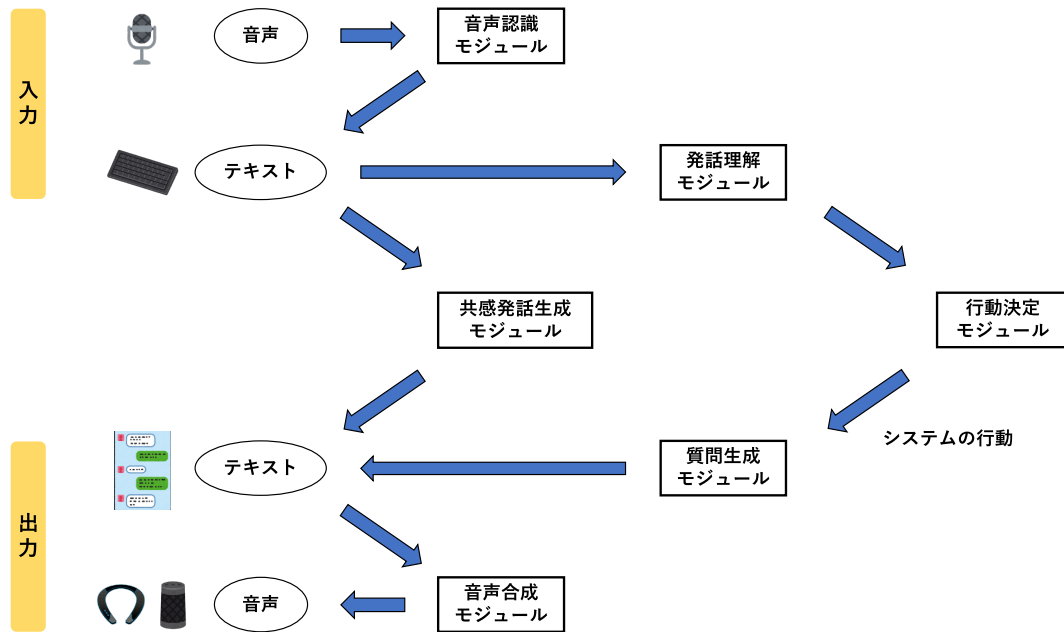 入力
音声
音声認識
モジュール
テキスト
発話理解
モジュール
共感発話生成
モジュール
行動決定
モジュール
システムの行動
出力
テキスト
質問生成
モジュール
音声
音声合成
モジュール